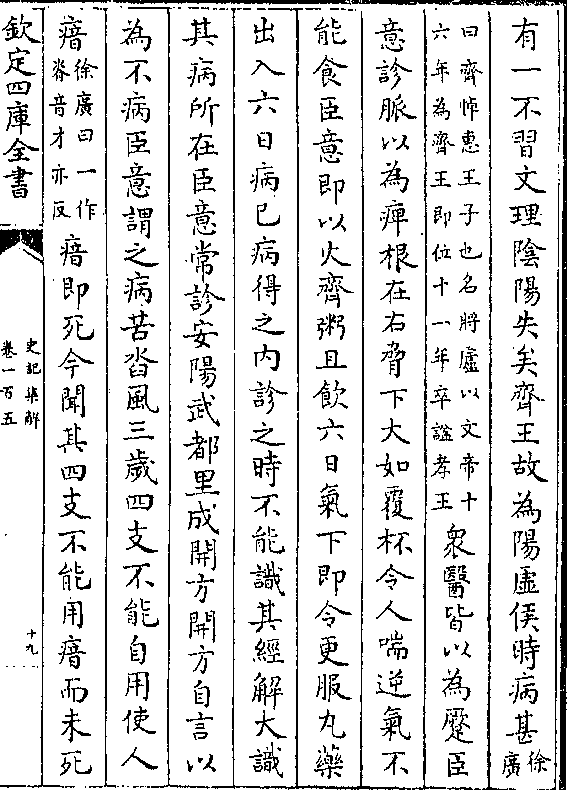 有一不習文理陰陽失矣齊王故為陽虛侯時病甚徐廣
曰齊悼惠王子也名將廬以文帝十
六年為齊王即位十一年卒諡孝王衆醫皆以為蹷臣
意診脈以為痺根在右脅下大如覆杯令人喘逆氣不
能食臣意即以火齊粥且飲六日氣下即令更服丸藥
出入六日病已病得之内診之時不能識其經解大識
其病所在臣意常診安陽武都里成開方開方自言以
為不病臣意謂之病苦沓風三歲四支不能自用使人
瘖徐廣曰一作
脊音才亦反瘖即死今聞其四支不能用瘖而未死
欽定四庫全書
史記集解
卷一百五
十九